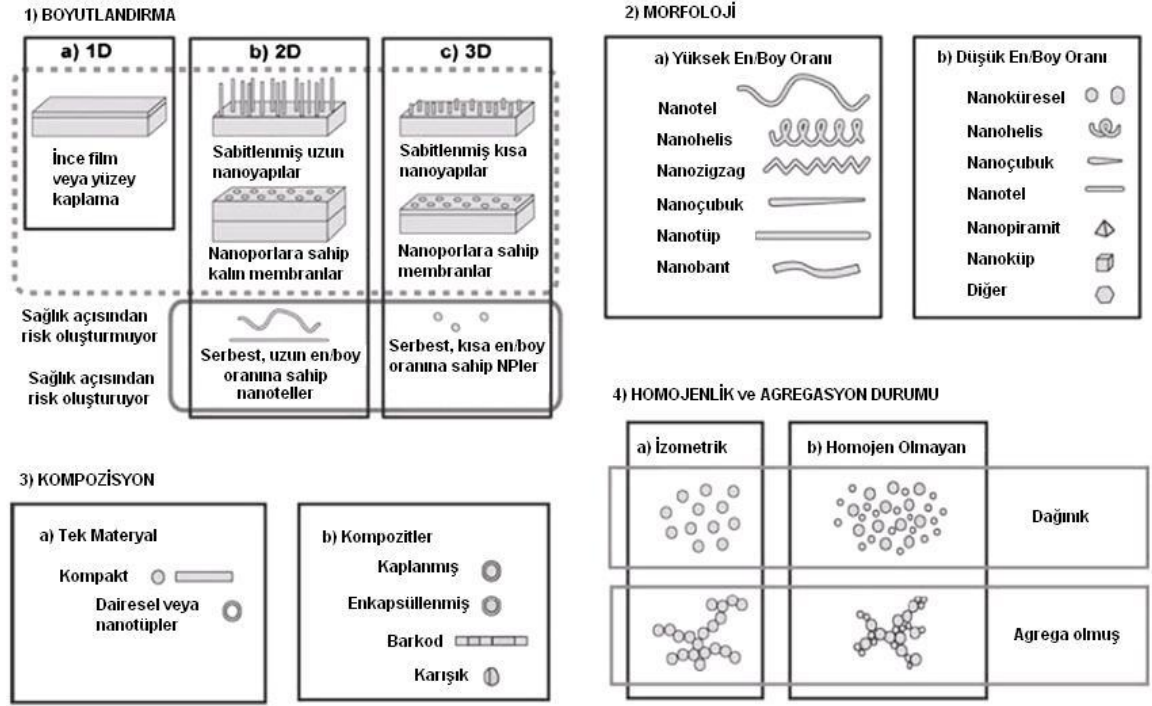 1) BOYUTLANDIRMA
a) 1D
b) 2D
c) 3D
İnce film
veya yüzey
kaplama
Sabitlenmiş uzun
nanoyapılar
Nanoporlara sahip
kalın membranlar
Sabitlenmiş kısa
nanoyapılar
Nanoporlara sahip
membranlar
Sağlık açısından
risk oluşturmuyor
Sağlık açısından
risk oluşturuyor
Serbest, uzun en/boy
oranına sahip
nanoteller
Serbest, kısa en/boy
oranına sahip NPler
2) MORFOLOJİ
a) Yüksek En/Boy Oranı
Nanotel
Nanohelis
Nanozigzag
Nanoçubuk
Nanotüp
Nanobant
b) Düşük En/Boy Oranı
Nanoküresel
Nanohelis
Nanoçubuk
Nanotel
Nanopiramit
Nanoküp
Diğer
3) KOMPOZİSYON
a) Tek Materyal
Kompakt
Dairesel veya
nanotüpler
b) Kompozitler
Kaplanmış
Enkapsüllenmiş
Barkod
Karışık
4) HOMOJENLİK ve AGREGASYON DURUMU
a) İzometrik
b) Homojen Olmayan
Dağınık
Agrega olmuş